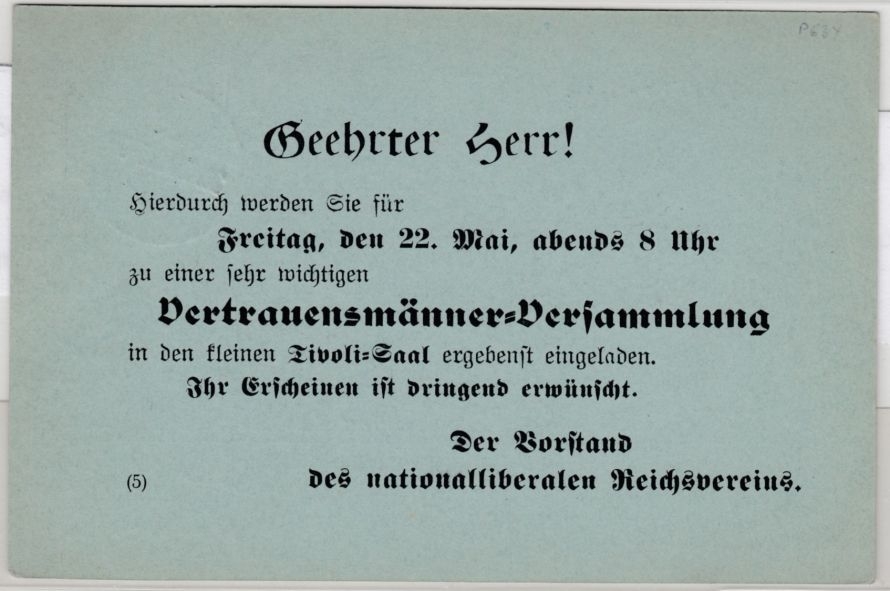 P634
Geehrter Herr!
Hierdurch werden Sie für
Freitag, den 22. Mai, abends 8 Uhr
zu einer sehr wichtigen
Vertrauensmänner=Versammlung
in den kleinen Tivoli=Saal ergebenst eingeladen.
Ihr Erscheinen ist dringend erwünscht.
Der Vorstand
(5) des nationalliberalen Reichsvereins.